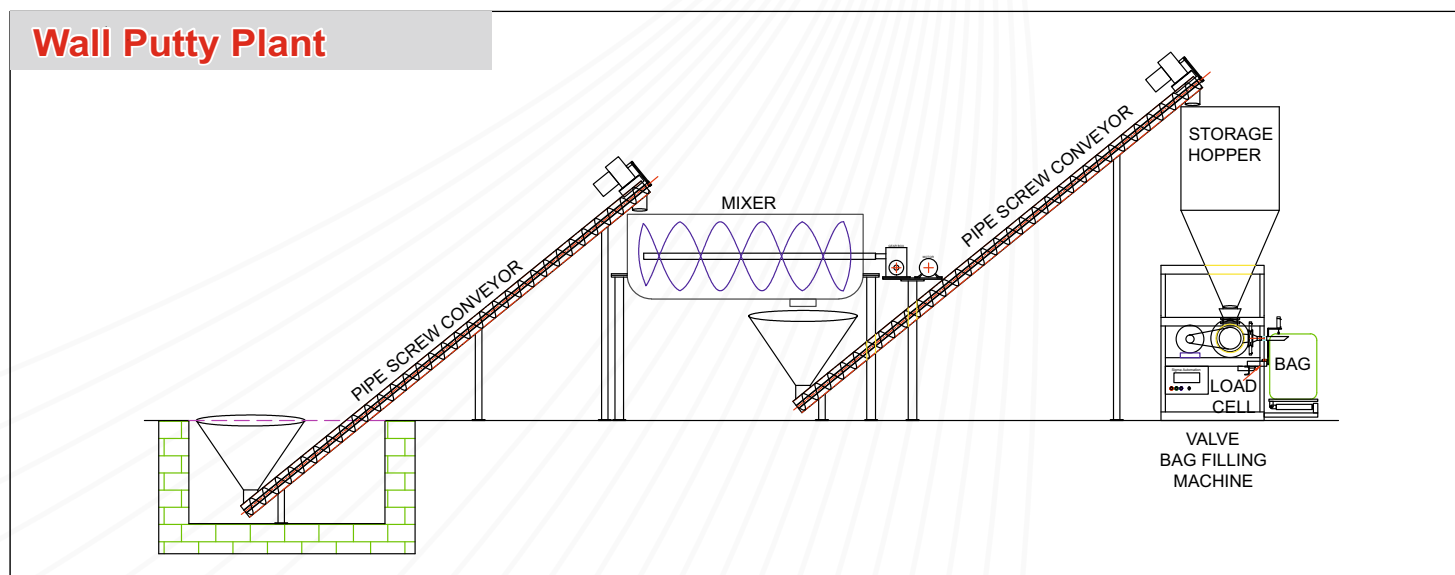 Wall Putty Plant
PIPE SCREW CONVEYOR
MIXER
PIPE SCREW CONVEYOR
STORAGE
HOPPER
BAG
LOAD
CELL
VALVE
BAG FILLING
MACHINE